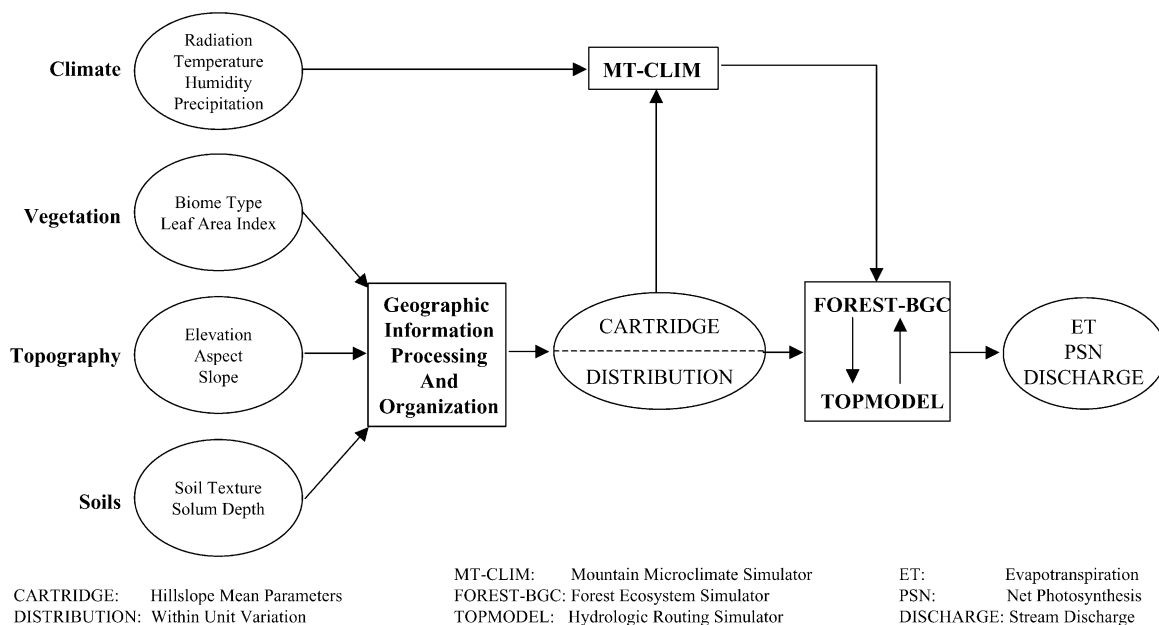 Climate
Radiation
Temperature
Humidity
Precipitation
MT-CLIM
Vegetation
Biome Type
Leaf Area Index
Topography
Elevation
Aspect
Slope
Geographic
Information
Processing
And
Organization
CARTRIDGE
DISTRIBUTION
FOREST-BGC
TOPMODEL
ET
PSN
DISCHARGE
Soils
Soil Texture
Solum Depth
CARTRIDGE: Hillslope Mean Parameters
DISTRIBUTION: Within Unit Variation
MT-CLIM: Mountain Microclimate Simulator
FOREST-BGC: Forest Ecosystem Simulator
TOPMODEL: Hydrologic Routing Simulator
ET: Evapotranspiration
PSN: Net Photosynthesis
DISCHARGE: Stream Discharge